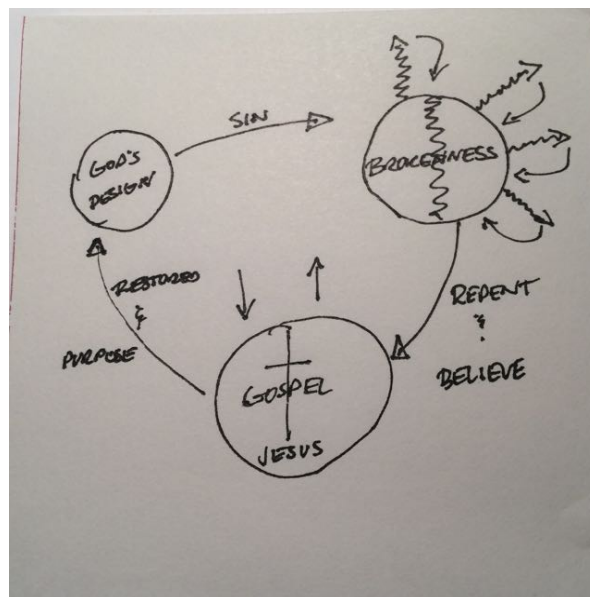 SIN
GOD'S
DESIGN
BROKENNESS
RESTORED
&
PURPOSE
REPENT
&
BELIEVE
GOSPEL
JESUS